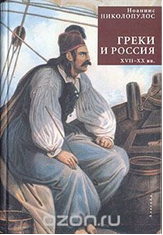 Иоаннис
НИКОЛОПУЛОС
ГРЕКИ
И РОССИЯ
XVII-XX вв.
OZON.RU